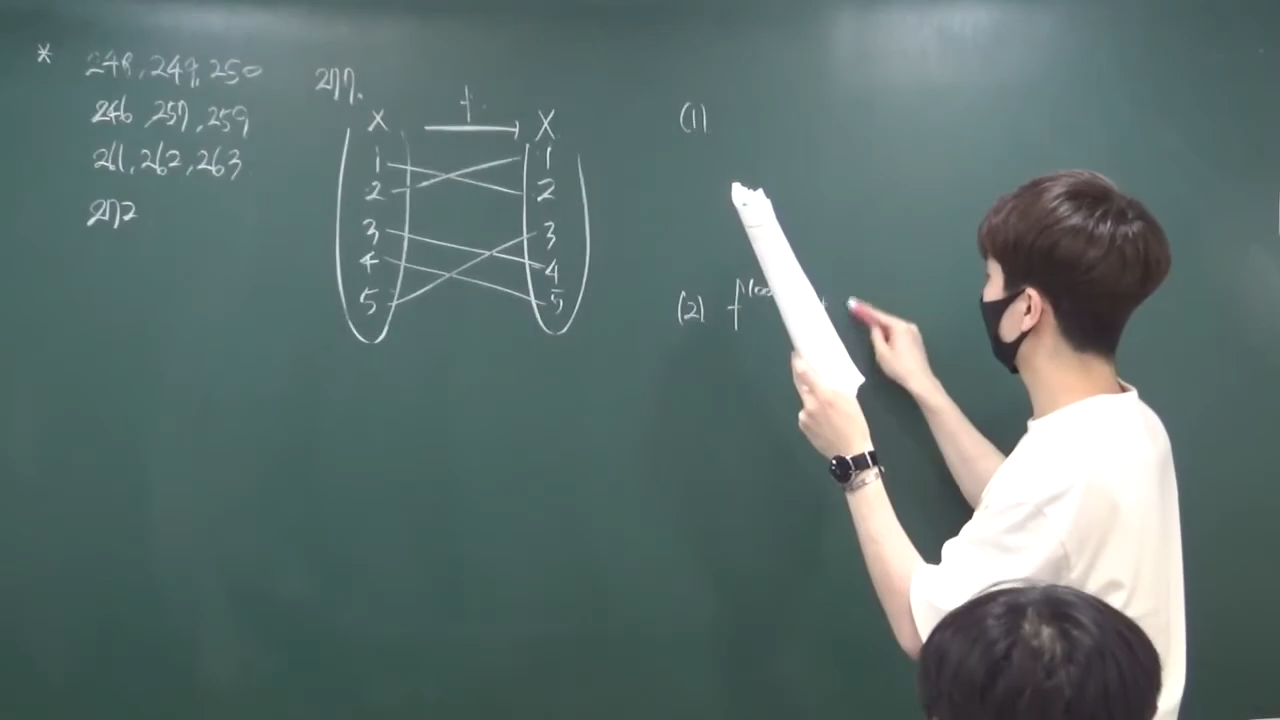 * 248, 249, 250
246, 257, 259
261, 262, 263
272
277.
f
X X
1 1
2 2
3 3
4 4
5 5
(1)
(2) f